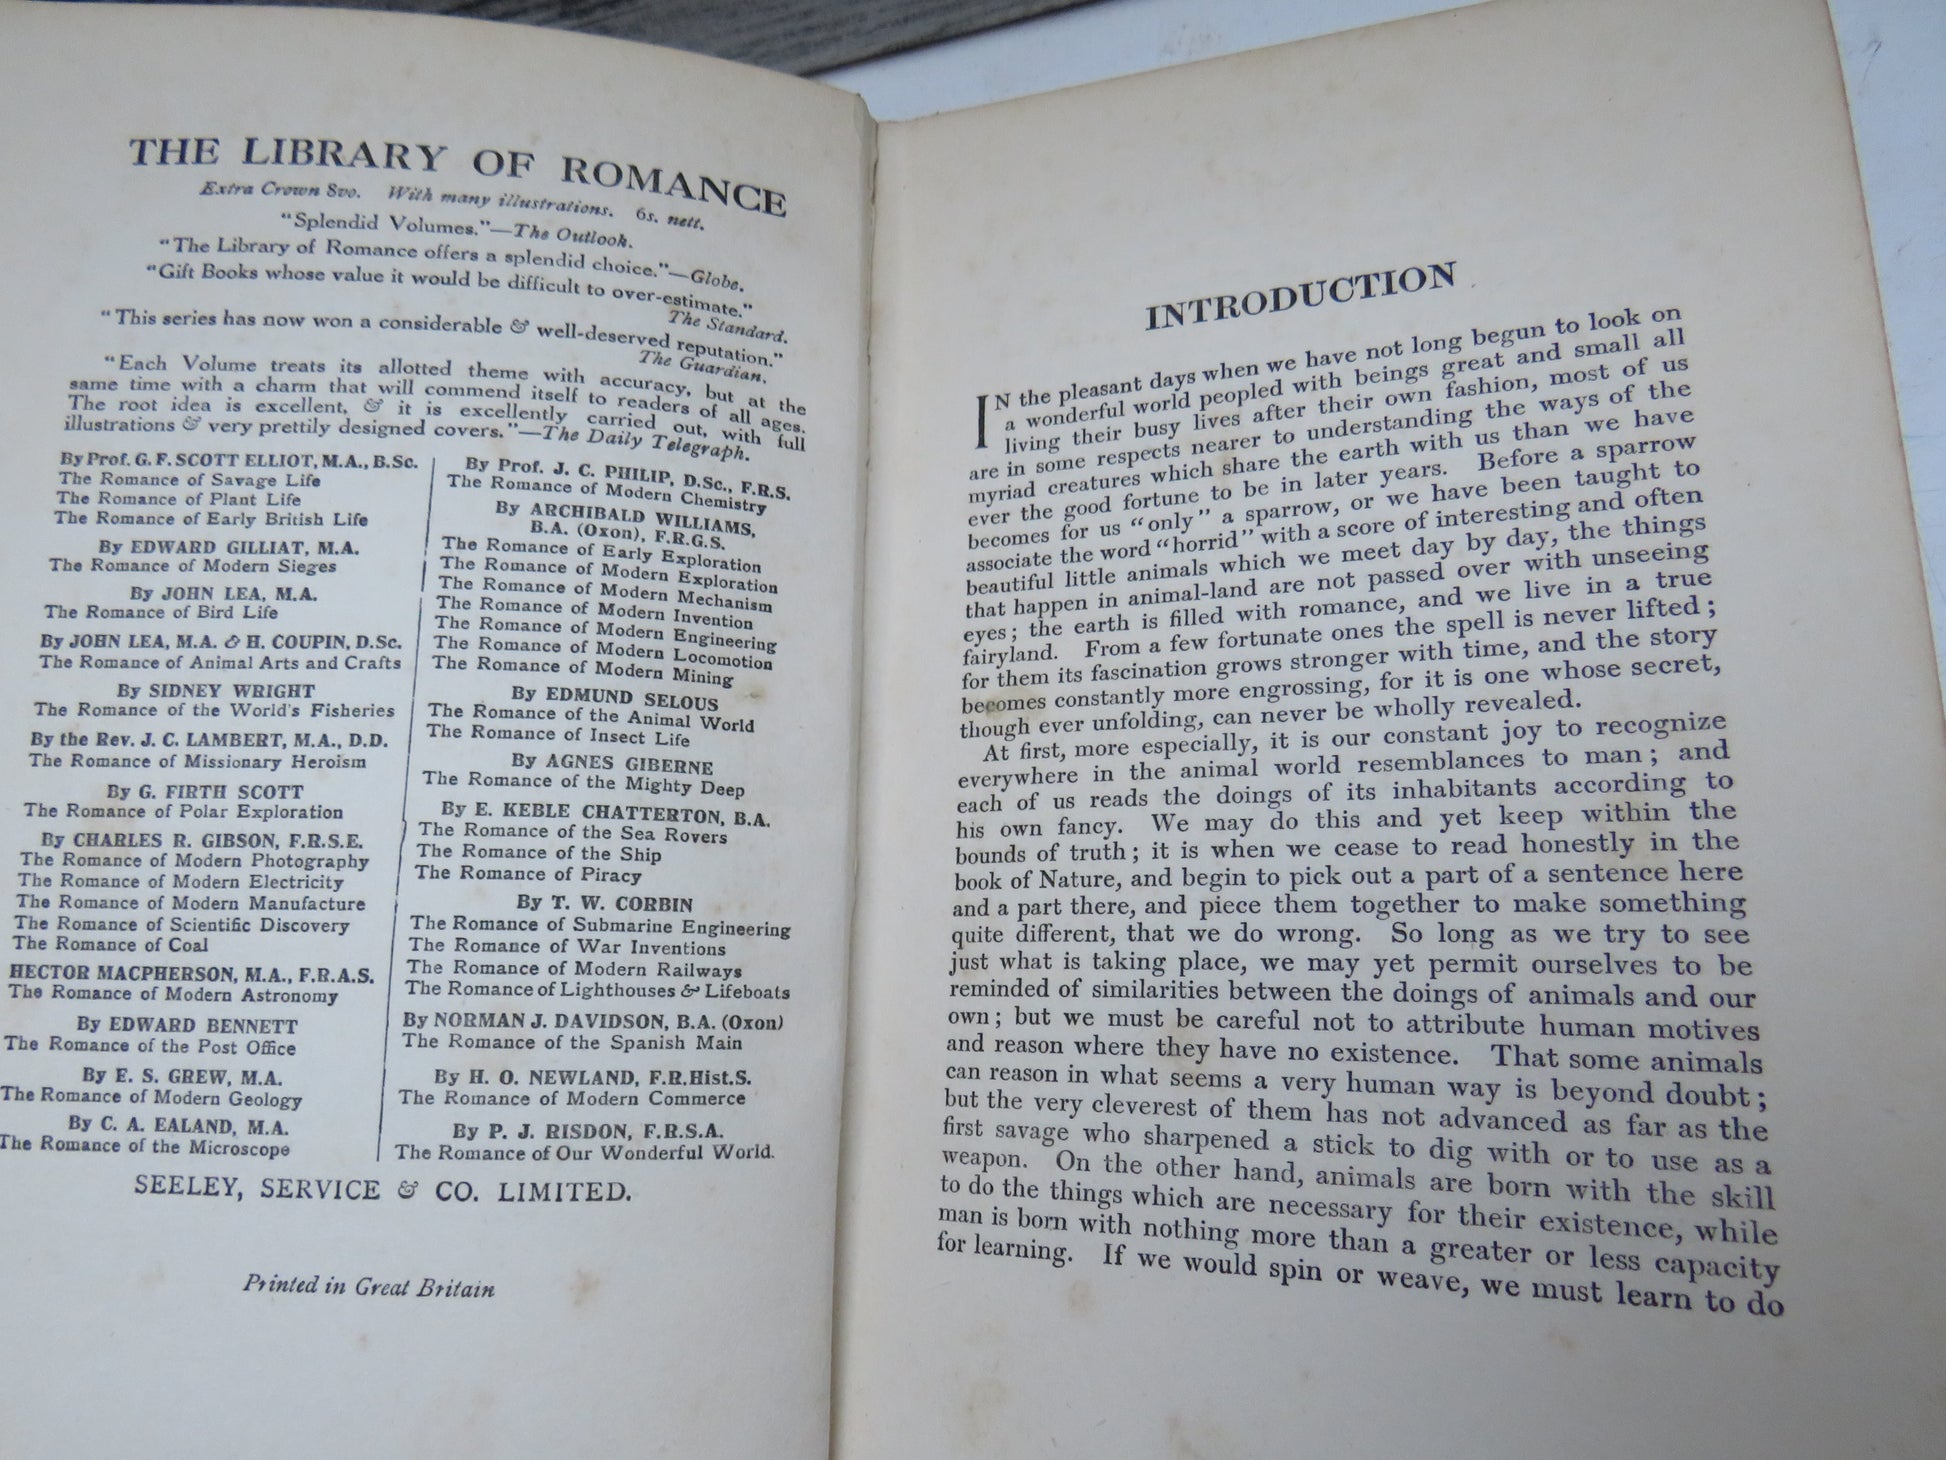 THE LIBRARY OF ROMANCE
Extra Crown 8vo. With many illustrations. 6s. nett.
"Splendid Volumes."—The Outlook.
"The Library of Romance offers a splendid choice."—Globe.
"Gift Books whose value it would be difficult to over-estimate."
The Standard.
"This series has now won a considerable & well-deserved reputation."
The Guardian.
"Each Volume treats its allotted theme with accuracy, but at the
same time with a charm that will commend itself to readers of all ages.
The root idea is excellent, & it is excellently carried out, with full
illustrations & very prettily designed covers."—The Daily Telegraph.
By Prof. G. F. SCOTT ELLIOT, M.A., B.Sc.
The Romance of Savage Life
The Romance of Plant Life
The Romance of Early British Life
By EDWARD GILLIAT, M.A.
The Romance of Modern Sieges
By JOHN LEA, M.A.
The Romance of Bird Life
By JOHN LEA, M.A. & H. COUPIN, D.Sc.
The Romance of Animal Arts and Crafts
By SIDNEY WRIGHT
The Romance of the World's Fisheries
By the Rev. J. C. LAMBERT, M.A., D.D.
The Romance of Missionary Heroism
By G. FIRTH SCOTT
The Romance of Polar Exploration
By CHARLES R. GIBSON, F.R.S.E.
The Romance of Modern Photography
The Romance of Modern Electricity
The Romance of Modern Manufacture
The Romance of Scientific Discovery
The Romance of Coal
HECTOR MACPHERSON, M.A., F.R.A.S.
The Romance of Modern Astronomy
By EDWARD BENNETT
The Romance of the Post Office
By E. S. GREW, M.A.
The Romance of Modern Geology
By C. A. EALAND, M.A.
The Romance of the Microscope
By Prof. J. C. PHILIP, D.Sc., F.R.S.
The Romance of Modern Chemistry
By ARCHIBALD WILLIAMS,
B.A. (Oxon), F.R.G.S.
The Romance of Early Exploration
The Romance of Modern Exploration
The Romance of Modern Mechanism
The Romance of Modern Invention
The Romance of Modern Engineering
The Romance of Modern Locomotion
The Romance of Modern Mining
By EDMUND SELOUS
The Romance of the Animal World
The Romance of Insect Life
By AGNES GIBERNE
The Romance of the Mighty Deep
By E. KEBLE CHATTERTON, B.A.
The Romance of the Sea Rovers
The Romance of the Ship
The Romance of Piracy
By T. W. CORBIN
The Romance of Submarine Engineering
The Romance of War Inventions
The Romance of Modern Railways
The Romance of Lighthouses & Lifeboats
By NORMAN J. DAVIDSON, B.A. (Oxon)
The Romance of the Spanish Main
By H. O. NEWLAND, F.R.Hist.S.
The Romance of Modern Commerce
By P. J. RISDON, F.R.S.A.
The Romance of Our Wonderful World.
SEELEY, SERVICE & CO. LIMITED.
Printed in Great Britain
INTRODUCTION
IN the pleasant days when we have not long begun to look on
a wonderful world peopled with beings great and small all
living their busy lives after their own fashion, most of us
are in some respects nearer to understanding the ways of the
myriad creatures which share the earth with us than we have
ever the good fortune to be in later years. Before a sparrow
becomes for us "only" a sparrow, or we have been taught to
associate the word "horrid" with a score of interesting and often
beautiful little animals which we meet day by day, the things
that happen in animal-land are not passed over with unseeing
eyes; the earth is filled with romance, and we live in a true
fairyland. From a few fortunate ones the spell is never lifted;
for them its fascination grows stronger with time, and the story
becomes constantly more engrossing, for it is one whose secret,
though ever unfolding, can never be wholly revealed.
At first, more especially, it is our constant joy to recognize
everywhere in the animal world resemblances to man; and
each of us reads the doings of its inhabitants according to
his own fancy. We may do this and yet keep within the
bounds of truth; it is when we cease to read honestly in the
book of Nature, and begin to pick out a part of a sentence here
and a part there, and piece them together to make something
quite different, that we do wrong. So long as we try to see
just what is taking place, we may yet permit ourselves to be
reminded of similarities between the doings of animals and our
own; but we must be careful not to attribute human motives
and reason where they have no existence. That some animals
can reason in what seems a very human way is beyond doubt;
but the very cleverest of them has not advanced as far as the
first savage who sharpened a stick to dig with or to use as a
weapon. On the other hand, animals are born with the skill
to do the things which are necessary for their existence, while
man is born with nothing more than a greater or less capacity
for learning. If we would spin or weave, we must learn to do